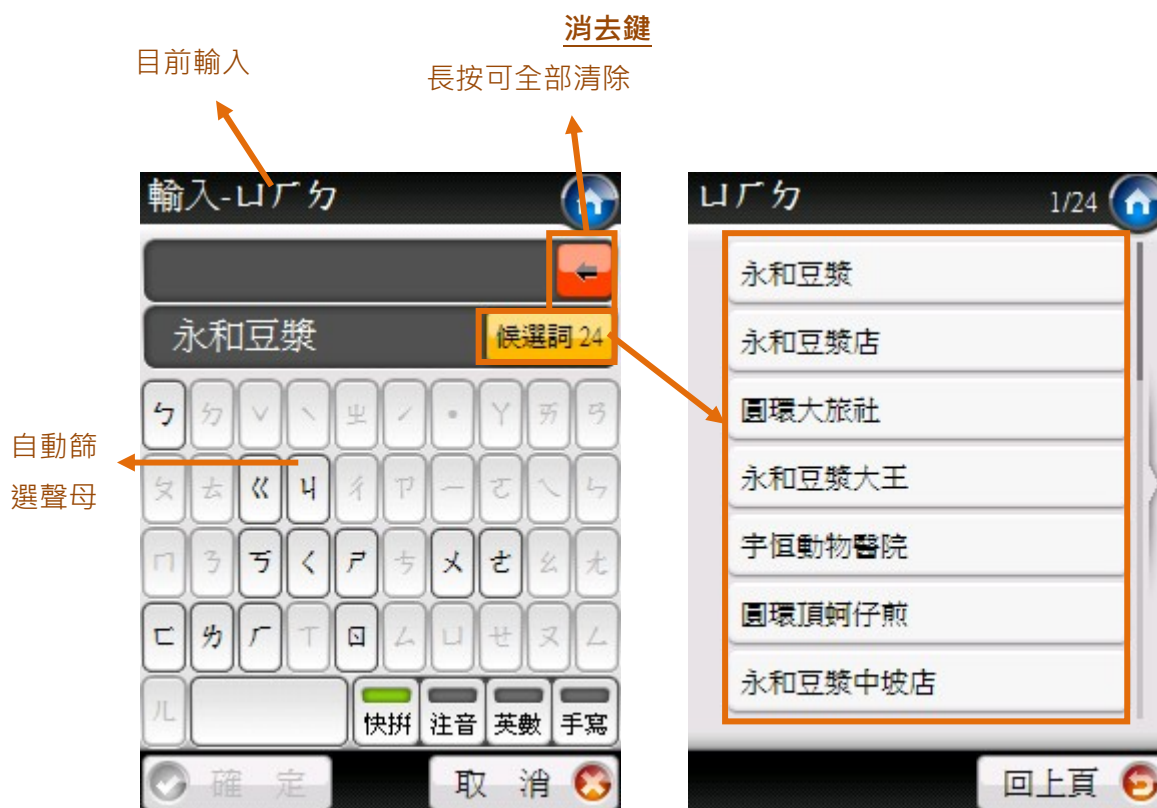 消去鍵
目前輸入
長按可全部清除
輸入-ㄩㄏㄉ
永和豆漿
候選詞 24
ㄅ ㄉ ˇ ˋ ㄓ ˊ ˙ ㄚ ㄞ ㄢ
ㄆ ㄊ ㄍ ㄐ ㄔ ㄗ ㄧ ㄛ ㄟ ㄣ
ㄇ ㄋ ㄎ ㄑ ㄕ ㄘ ㄨ ㄜ ㄠ ㄤ
ㄈ ㄌ ㄏ ㄒ ㄖ ㄙ ㄩ ㄝ ㄡ ㄥ
ㄦ 快拼 注音 英數 手寫
確 定
取 消
自動篩
選聲母
ㄩㄏㄉ 1/24
永和豆漿
永和豆漿店
圓環大旅社
永和豆漿大王
宇恒動物醫院
圓環頂蚵仔煎
永和豆漿中坡店
回上頁